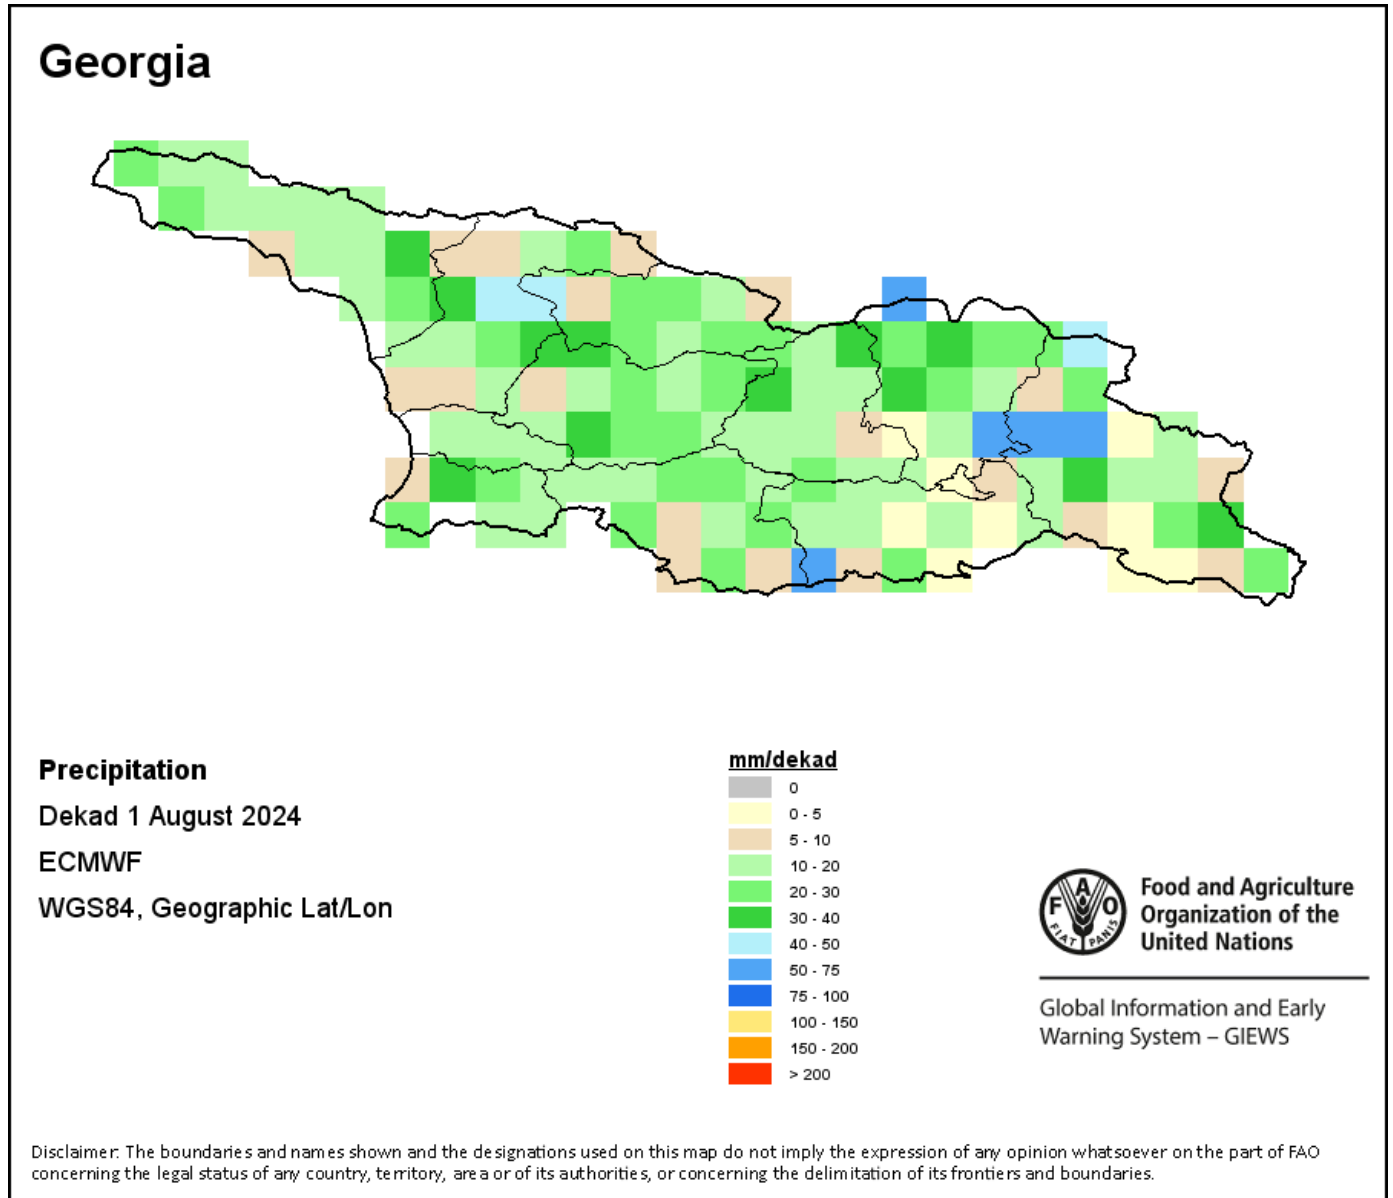 Georgia
Precipitation
Dekad 1 August 2024
ECMWF
WGS84, Geographic Lat/Lon
mm/dekad
0
0 - 5
5 - 10
10 - 20
20 - 30
30 - 40
40 - 50
50 - 75
75 - 100
100 - 150
150 - 200
> 200
F A O
FIAT PANIS
Food and Agriculture
Organization of the
United Nations
Global Information and Early
Warning System – GIEWS
Disclaimer: The boundaries and names shown and the designations used on this map do not imply the expression of any opinion whatsoever on the part of FAO
concerning the legal status of any country, territory, area or of its authorities, or concerning the delimitation of its frontiers and boundaries.